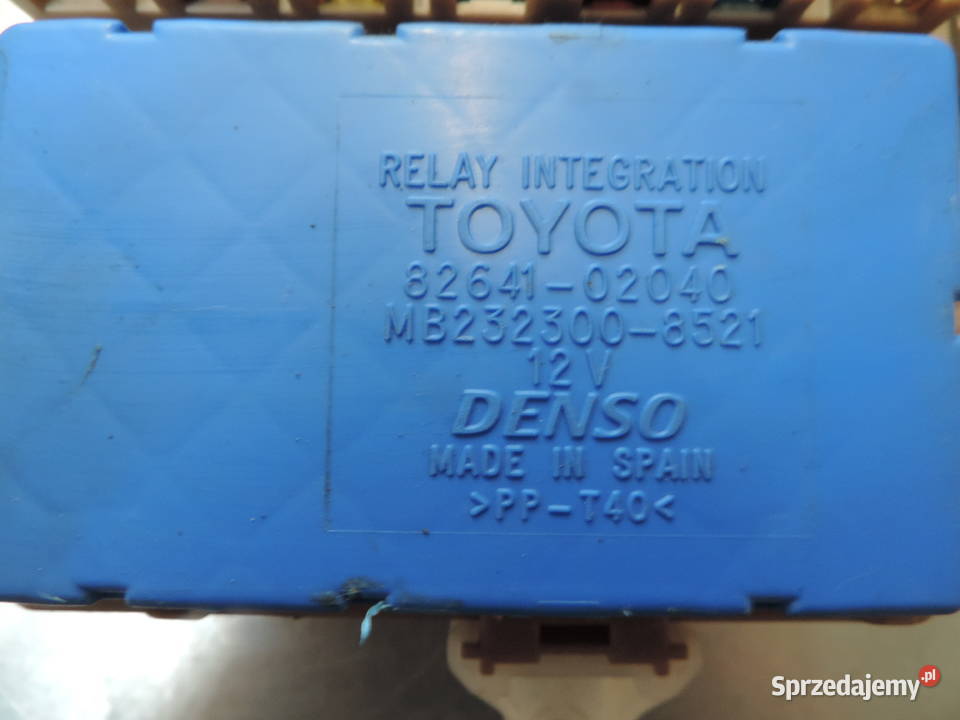 RELAY INTEGRATION
TOYOTA
82641-02040
MB232300-8521
12V
DENSO
MADE IN SPAIN
>PP-T40<
Sprzedajemy.pl